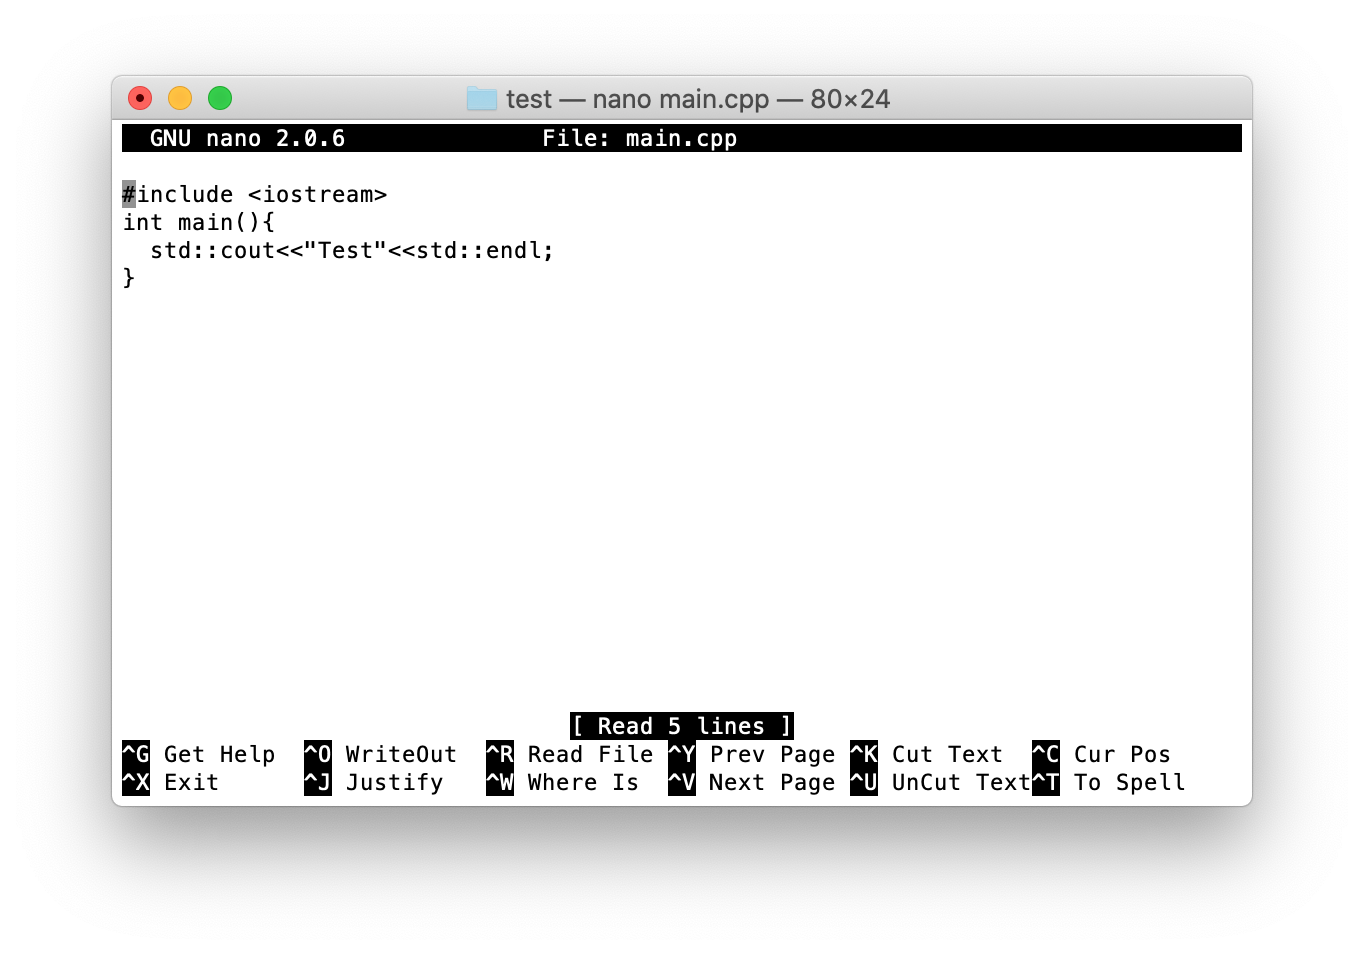 test — nano main.cpp — 80×24
GNU nano 2.0.6 File: main.cpp
#include <iostream>
int main(){
  std::cout<<"Test"<<std::endl;
}
[ Read 5 lines ]
^G Get Help ^O WriteOut ^R Read File ^Y Prev Page ^K Cut Text ^C Cur Pos
^X Exit ^J Justify ^W Where Is ^V Next Page ^U UnCut Text ^T To Spell